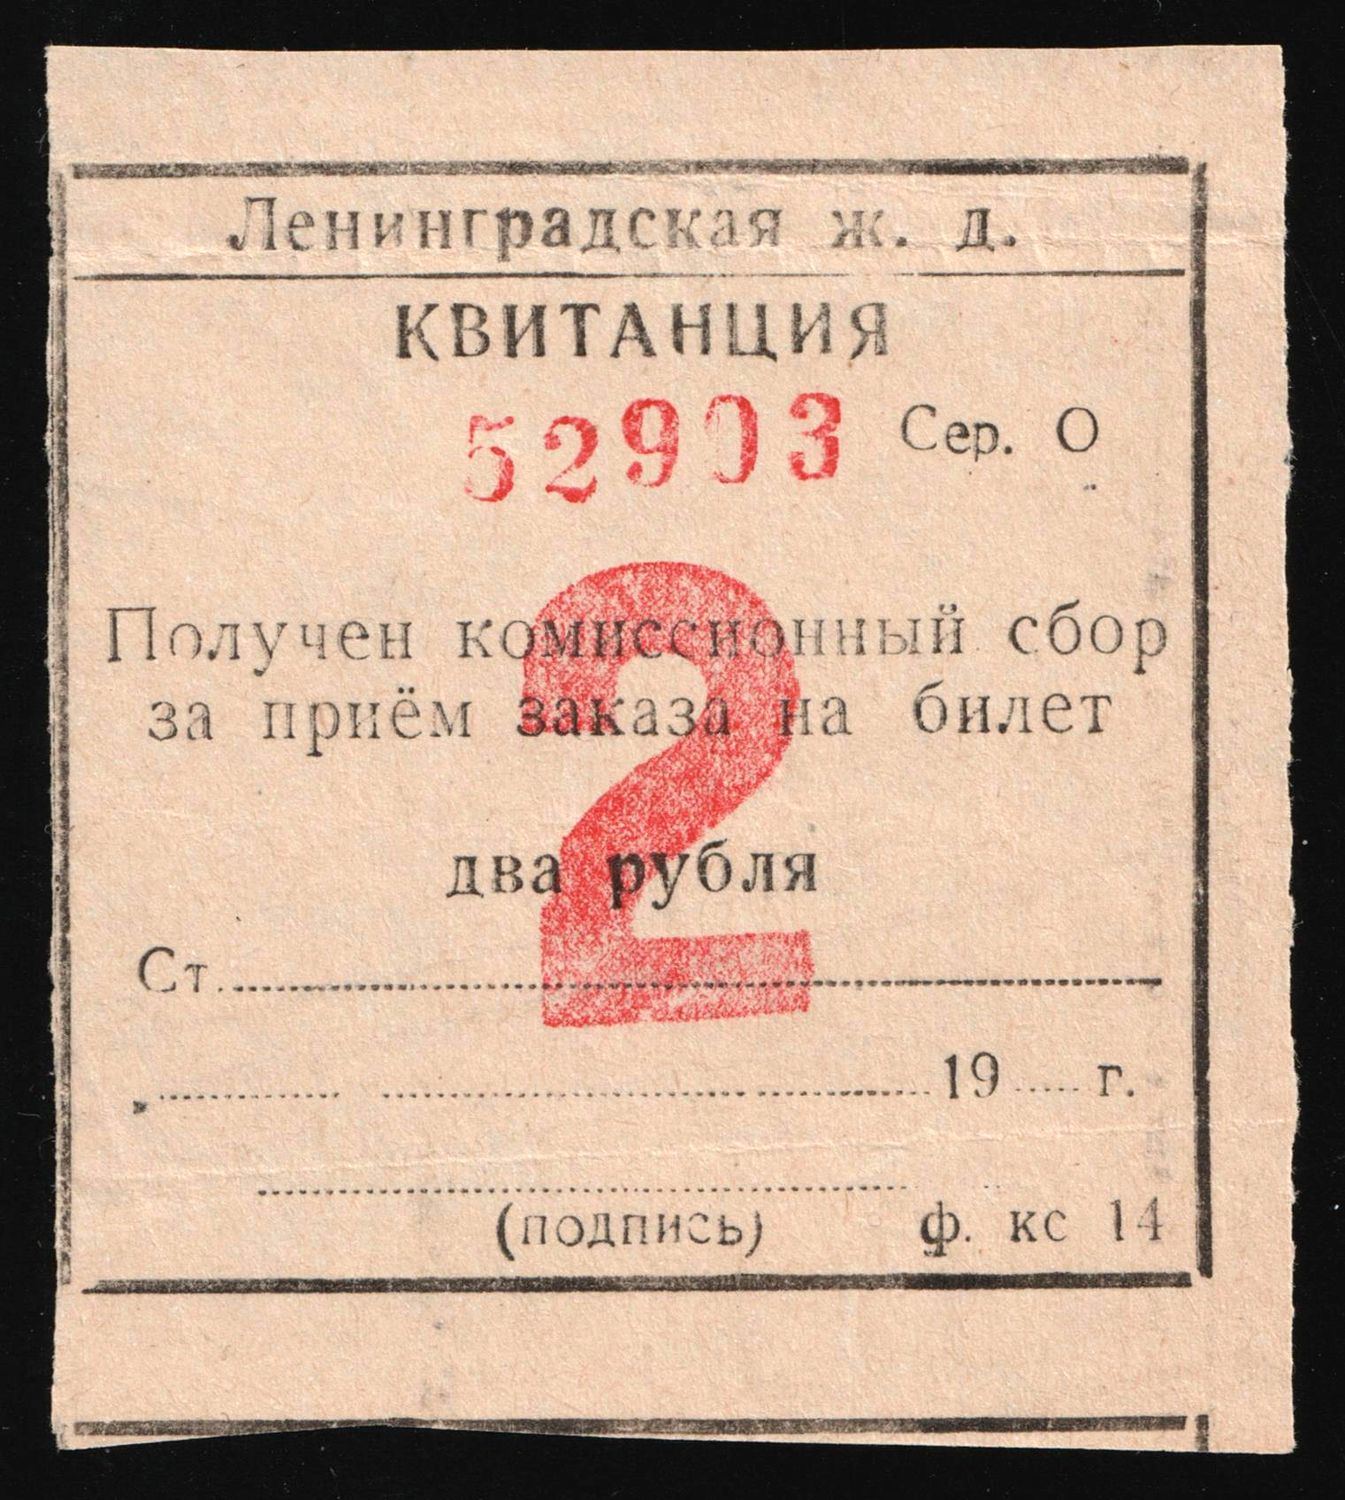 Ленинградская ж. д.
КВИТАНЦИЯ
52903 Сер. О
2
Получен комиссионный сбор
за приём заказа на билет
два рубля
Ст.
19 г.
(подпись) ф. кс 14